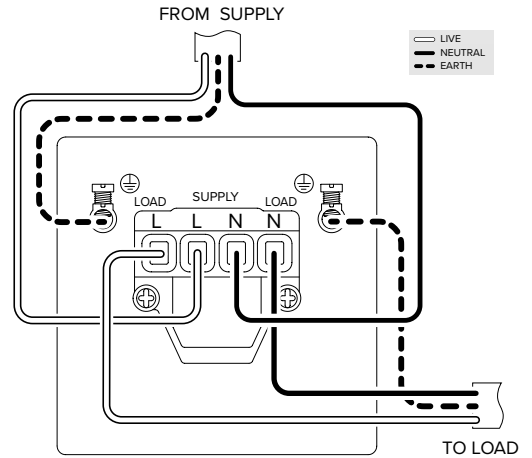 FROM SUPPLY
LIVE
NEUTRAL
EARTH
LOAD SUPPLY LOAD
L L N N
TO LOAD